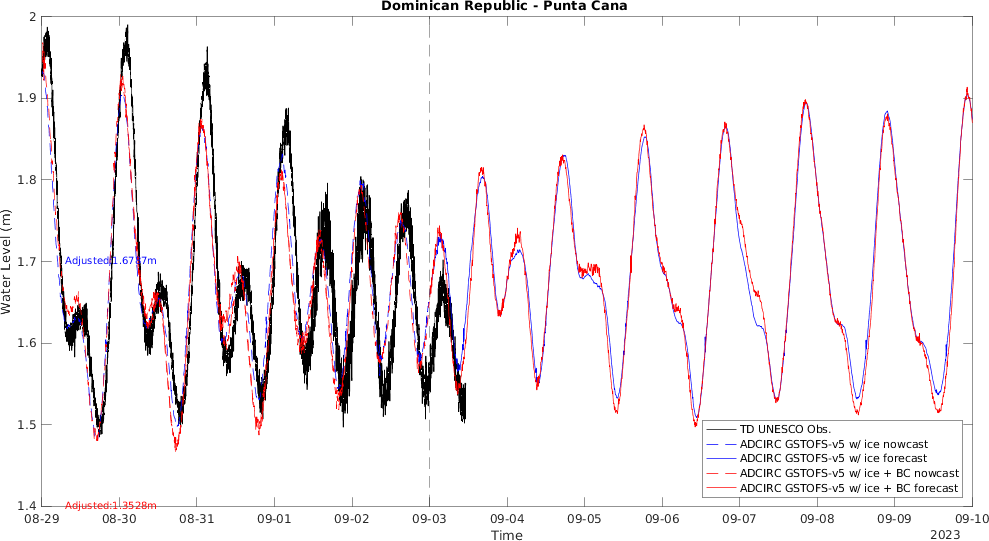 Dominican Republic - Punta Cana
Water Level (m)
2
1.9
1.8
1.7
1.6
1.5
1.4
Adjusted:1.6757m
Adjusted:1.3528m
TD UNESCO Obs.
ADCIRC GSTOFS-v5 w/ ice nowcast
ADCIRC GSTOFS-v5 w/ ice forecast
ADCIRC GSTOFS-v5 w/ ice + BC nowcast
ADCIRC GSTOFS-v5 w/ ice + BC forecast
08-29 08-30 08-31 09-01 09-02 09-03 09-04 09-05 09-06 09-07 09-08 09-09 09-10
Time
2023